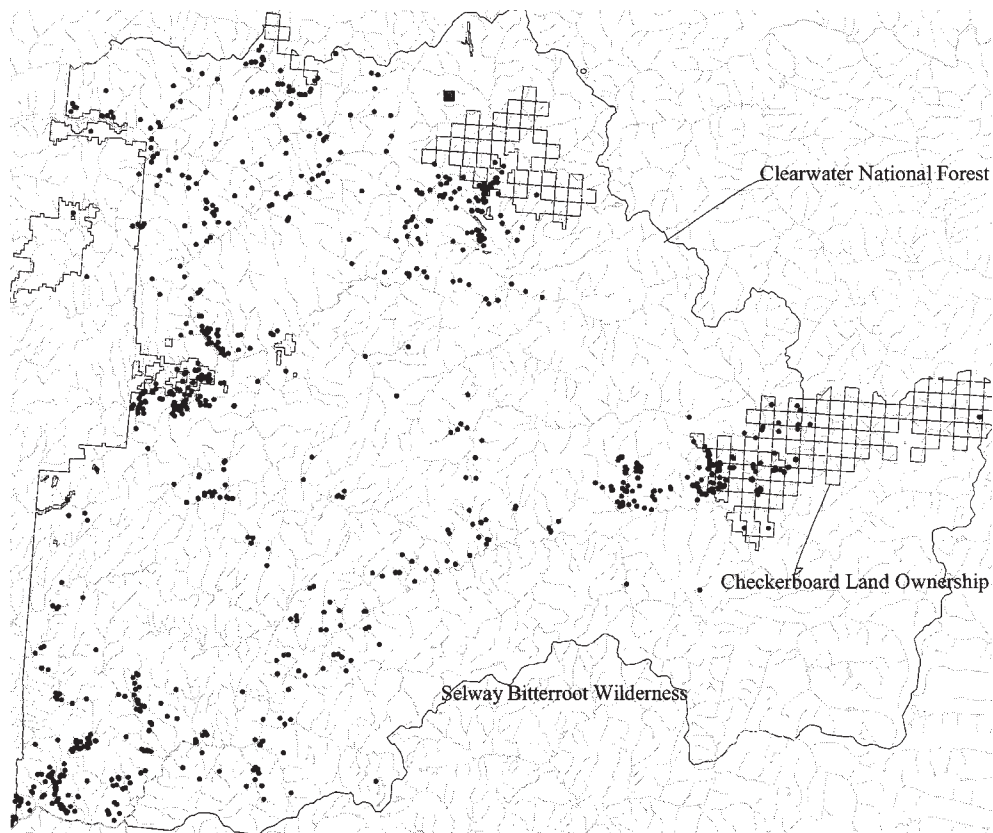 Clearwater National Forest
Checkerboard Land Ownership
Selway Bitterroot Wilderness